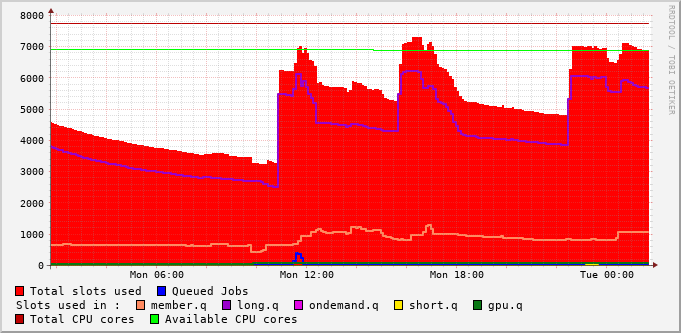 RRDTOOL / TOBI OETIKER
8000
7000
6000
5000
4000
3000
2000
1000
0
Mon 06:00 Mon 12:00 Mon 18:00 Tue 00:00
Total slots used Queued Jobs
Slots used in : member.q long.q ondemand.q short.q gpu.q
Total CPU cores Available CPU cores